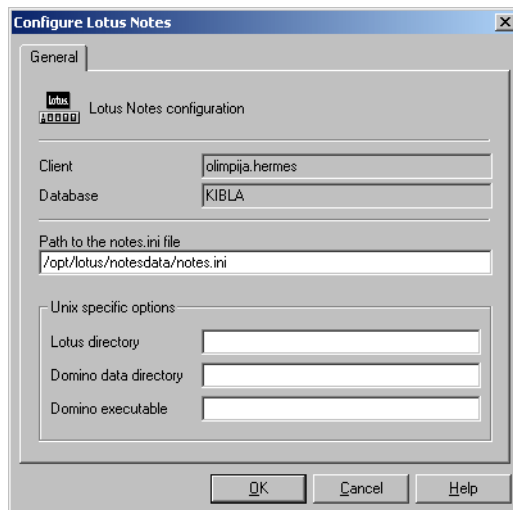 Configure Lotus Notes
General
Lotus
Lotus Notes configuration
Client olimpija.hermes
Database KIBLA
Path to the notes.ini file
/opt/lotus/notesdata/notes.ini
Unix specific options
Lotus directory
Domino data directory
Domino executable
OK Cancel Help